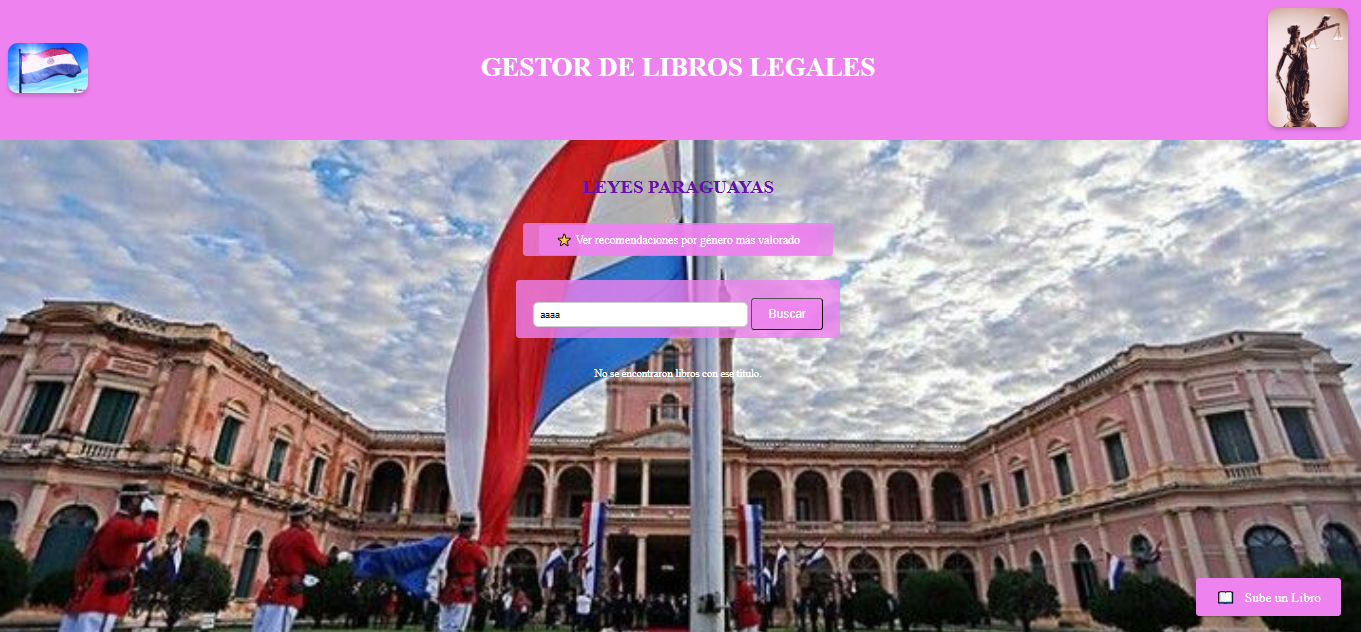 GESTOR DE LIBROS LEGALES
LEYES PARAGUAYAS
⭐ Ver recomendaciones por género más valorado
aaaa Buscar
No se encontraron libros con ese título.
📖 Sube un Libro